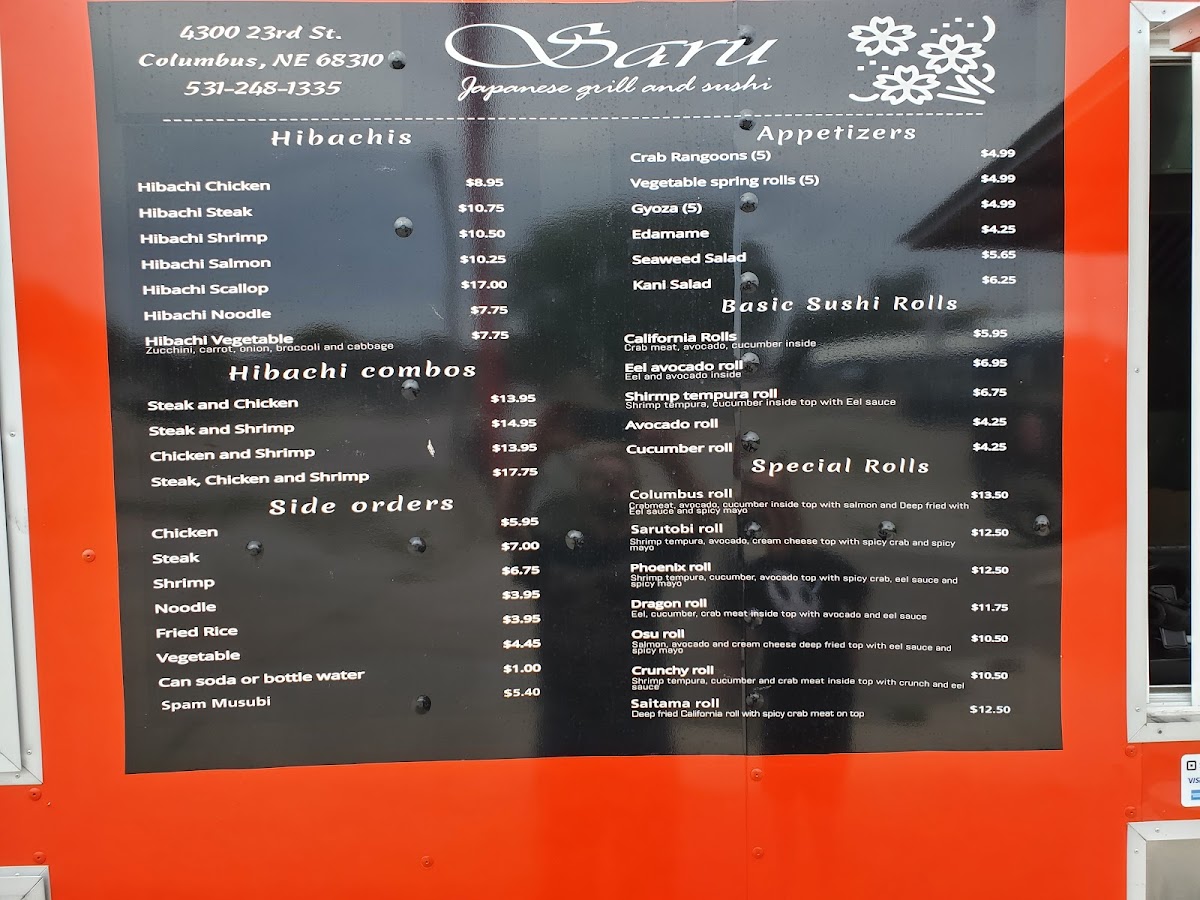 4300 23rd St.
Columbus, NE 68310
531-248-1335
Saru
Japanese grill and sushi
Hibachis
Hibachi Chicken $8.95
Hibachi Steak $10.75
Hibachi Shrimp $10.50
Hibachi Salmon $10.25
Hibachi Scallop $17.00
Hibachi Noodle $7.75
Hibachi Vegetable $7.75
Zucchini, carrot, onion, broccoli and cabbage
Hibachi combos
Steak and Chicken $13.95
Steak and Shrimp $14.95
Chicken and Shrimp $13.95
Steak, Chicken and Shrimp $17.75
Side orders
Chicken $5.95
Steak $7.00
Shrimp $6.75
Noodle $3.95
Fried Rice $3.95
Vegetable $4.45
Can soda or bottle water $1.00
Spam Musubi $5.40
Appetizers
Crab Rangoons (5) $4.99
Vegetable spring rolls (5) $4.99
Gyoza (5) $4.99
Edamame $4.25
Seaweed Salad $5.65
Kani Salad $6.25
Basic Sushi Rolls
California Rolls $5.95
Crab meat, avocado, cucumber inside
Eel avocado roll $6.95
Eel and avocado inside
Shirmp tempura roll $6.75
Shrimp tempura, cucumber inside top with Eel sauce
Avocado roll $4.25
Cucumber roll $4.25
Special Rolls
Columbus roll $13.50
Crabmeat, avocado, cucumber inside top with salmon and Deep fried with
Eel sauce and spicy mayo
Sarutobi roll $12.50
Shrimp tempura, avocado, cream cheese top with spicy crab and spicy
mayo
Phoenix roll $12.50
Shrimp tempura, cucumber, avocado top with spicy crab, eel sauce and
spicy mayo
Dragon roll $11.75
Eel, cucumber, crab meat inside top with avocado and eel sauce
Osu roll $10.50
Salmon, avocado and cream cheese deep fried top with eel sauce and
spicy mayo
Crunchy roll $10.50
Shrimp tempura, cucumber and crab meat inside top with crunch and eel
sauce
Saitama roll $12.50
Deep fried California roll with spicy crab meat on top